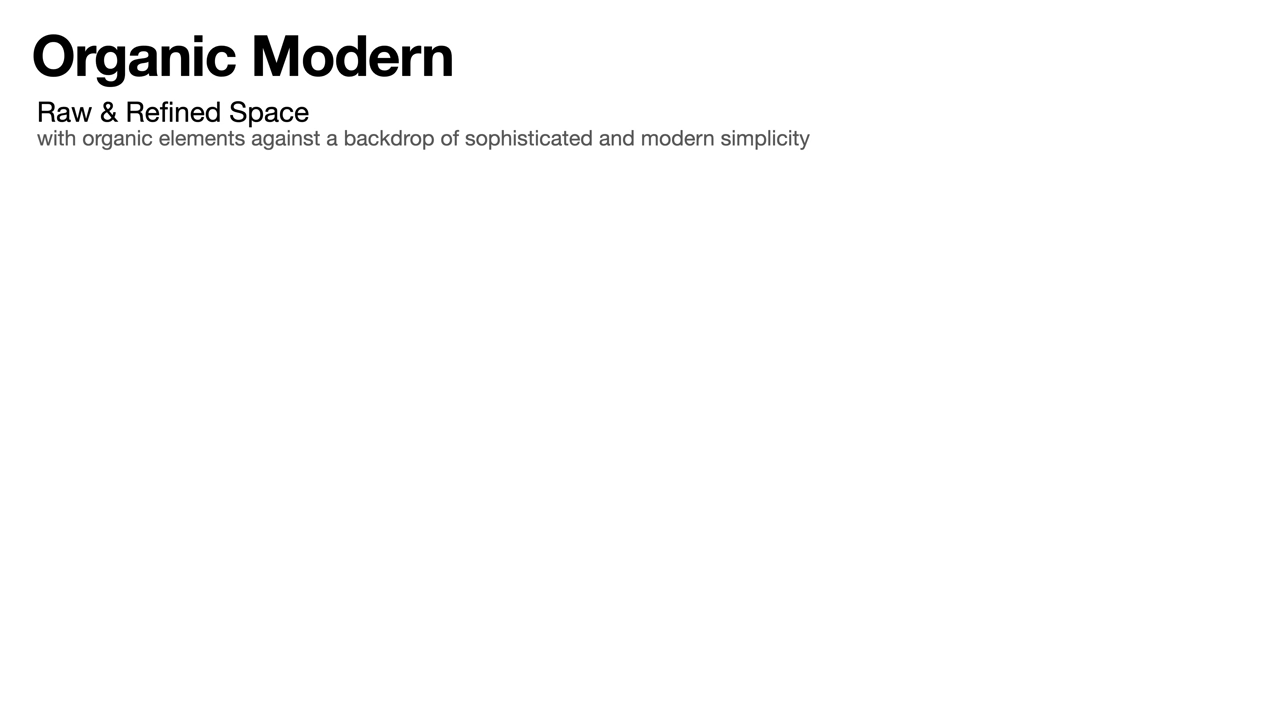 Organic Modern
Raw & Refined Space
with organic elements against a backdrop of sophisticated and modern simplicity